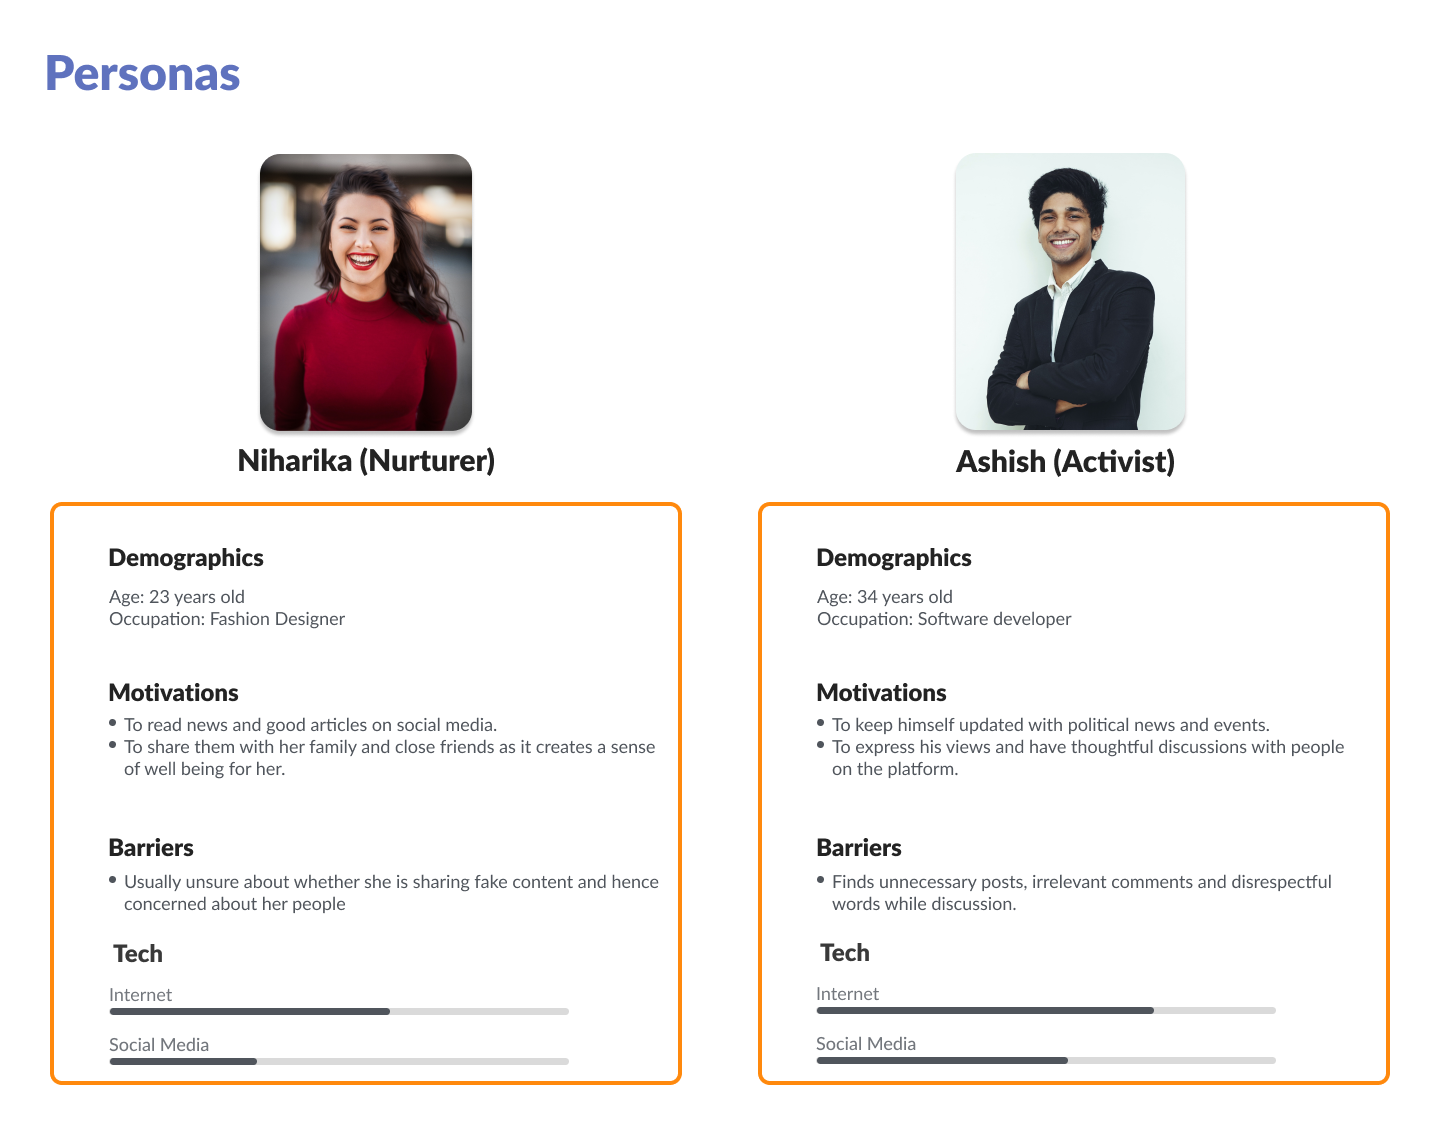 Personas
Niharika (Nurturer)
Demographics
Age: 23 years old
Occupation: Fashion Designer
Motivations
• To read news and good articles on social media.
• To share them with her family and close friends as it creates a sense
of well being for her.
Barriers
• Usually unsure about whether she is sharing fake content and hence
concerned about her people
Tech
Internet
Social Media
Ashish (Activist)
Demographics
Age: 34 years old
Occupation: Software developer
Motivations
• To keep himself updated with political news and events.
• To express his views and have thoughtful discussions with people
on the platform.
Barriers
• Finds unnecessary posts, irrelevant comments and disrespectful
words while discussion.
Tech
Internet
Social Media